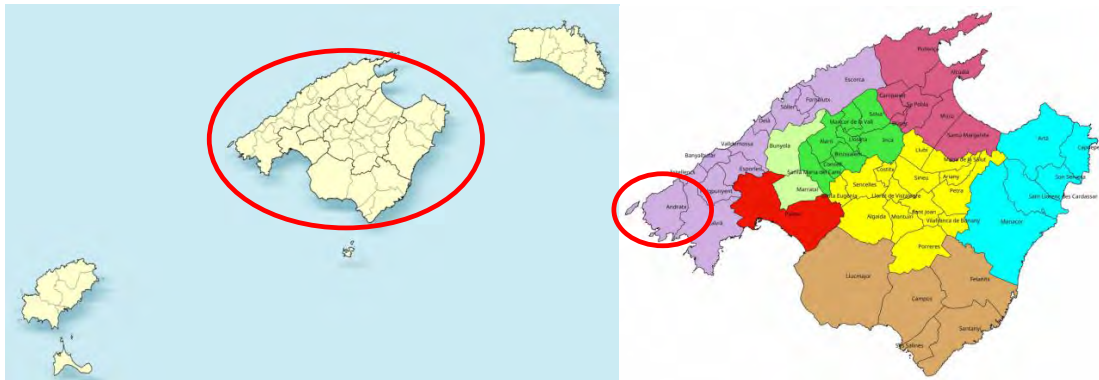 Pollença
Alcúdia
Escorca
Campanet
Sa Pobla
Búger
Muro
Fornalutx
Sóller
Selva
Mancor de la Vall
Santa Margalida
Deià
Lloseta
Inca
Artà
Capdepera
Alaró
Bunyola
Valldemossa
Binissalem
Llubí
Maria de la Salut
Banyalbufar
Consell
Costitx
Sineu
Ariany
Son Servera
Esporles
Santa Maria del Camí
Estellencs
Puigpunyent
Sencelles
Petra
Sant Llorenç des Cardassar
Marratxí
Santa Eugènia
Lloret de Vistalegre
Andratx
Palma
Sant Joan
Algaida
Montuïri
Vilafranca de Bonany
Manacor
Calvià
Porreres
Llucmajor
Felanitx
Campos
Santanyí
Ses Salines